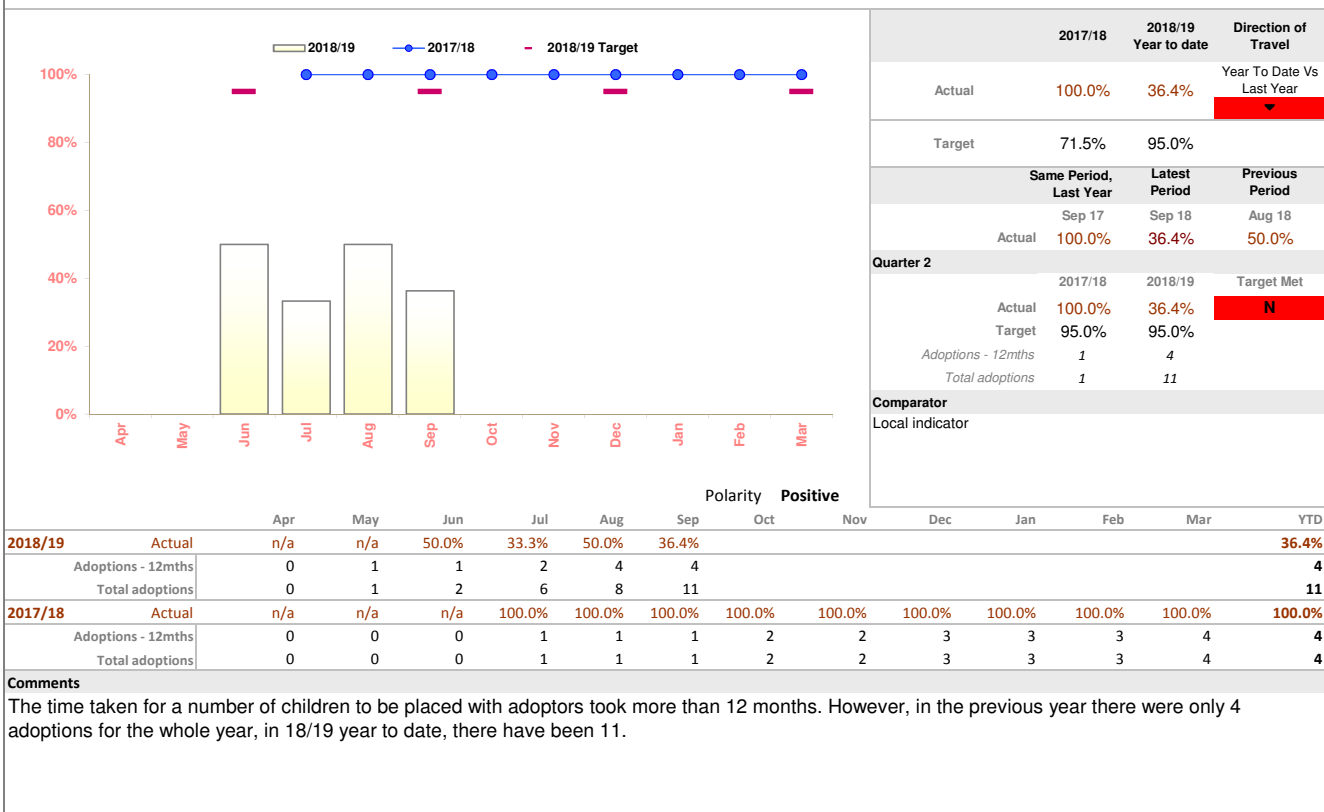 2018/19 2017/18 2018/19 Target
100%
80%
60%
40%
20%
0%
Apr May Jun Jul Aug Sep Oct Nov Dec Jan Feb Mar
Polarity Positive
2017/18 2018/19 Year to date Direction of Travel
Year To Date Vs Last Year
Actual 100.0% 36.4% ▼
Target 71.5% 95.0%
Same Period, Last Year Latest Period Previous Period
Sep 17 Sep 18 Aug 18
Actual 100.0% 36.4% 50.0%
Quarter 2
2017/18 2018/19 Target Met
Actual 100.0% 36.4% N
Target 95.0% 95.0%
Adoptions - 12mths 1 4
Total adoptions 1 11
Comparator
Local indicator
Apr May Jun Jul Aug Sep Oct Nov Dec Jan Feb Mar YTD
2018/19 Actual n/a n/a 50.0% 33.3% 50.0% 36.4% 36.4%
Adoptions - 12mths 0 1 1 2 4 4 4
Total adoptions 0 1 2 6 8 11 11
2017/18 Actual n/a n/a n/a 100.0% 100.0% 100.0% 100.0% 100.0% 100.0% 100.0% 100.0% 100.0% 100.0%
Adoptions - 12mths 0 0 0 1 1 1 2 2 3 3 3 4 4
Total adoptions 0 0 0 1 1 1 2 2 3 3 3 4 4
Comments
The time taken for a number of children to be placed with adoptors took more than 12 months. However, in the previous year there were only 4
adoptions for the whole year, in 18/19 year to date, there have been 11.